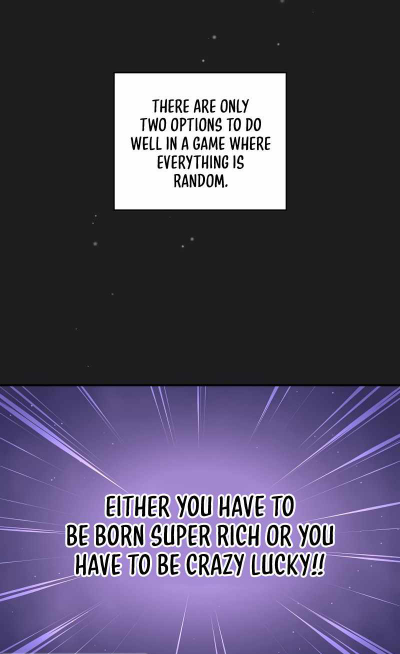 THERE ARE ONLY
TWO OPTIONS TO DO
WELL IN A GAME WHERE
EVERYTHING IS
RANDOM.
EITHER YOU HAVE TO
BE BORN SUPER RICH OR YOU
HAVE TO BE CRAZY LUCKY!!